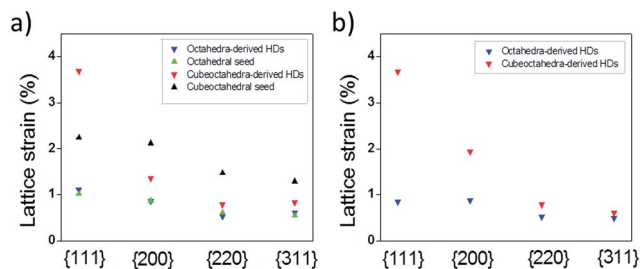 a)
Lattice strain (%)
4
3
2
1
0
Octahedra-derived HDs
Octahedral seed
Cubeoctahedra-derived HDs
Cubeoctahedral seed
{111} {200} {220} {311}
b)
Lattice strain (%)
4
3
2
1
0
Octahedra-derived HDs
Cubeoctahedra-derived HDs
{111} {200} {220} {311}